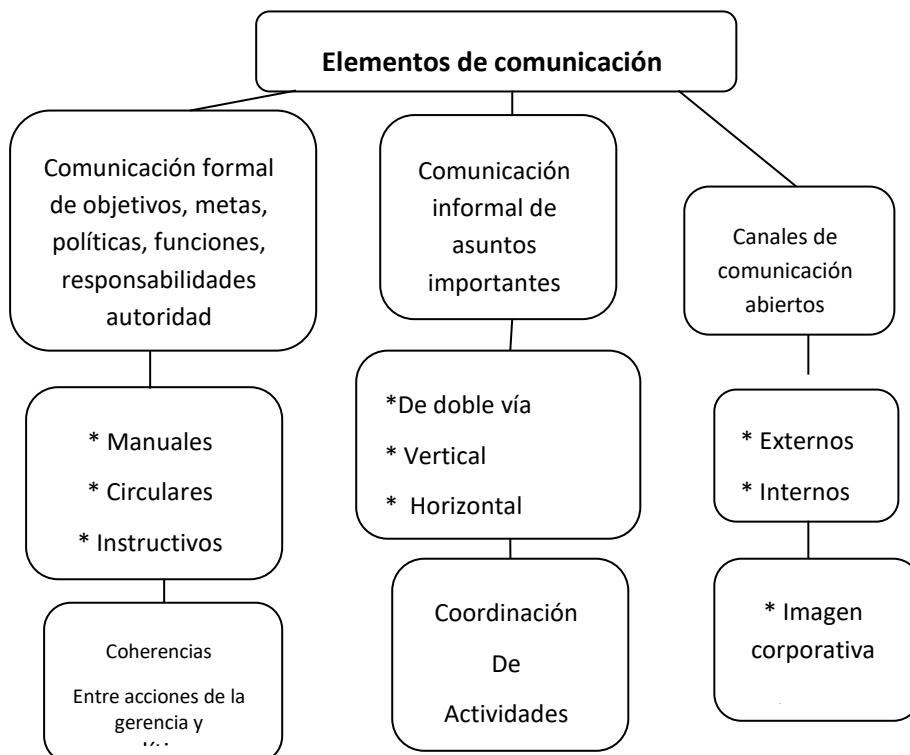 Elementos de comunicación
Comunicación formal
de objetivos, metas,
políticas, funciones,
responsabilidades
autoridad
Comunicación
informal de
asuntos
importantes
Canales de
comunicación
abiertos
* Manuales
* Circulares
* Instructivos
*De doble vía
* Vertical
* Horizontal
* Externos
* Internos
Coherencias
Entre acciones de la
gerencia y
Coordinación
De
Actividades
* Imagen
corporativa